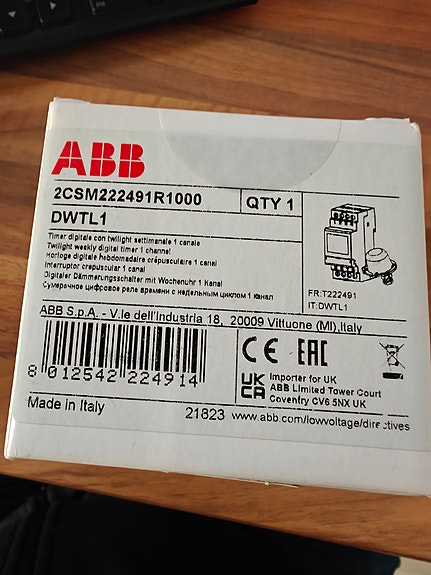 ABB
2CSM222491R1000
QTY 1
DWTL1
Timer digitale con twilight settimanale 1 canale
Twilight weekly digital timer 1 channel
Horloge digitale hebdomadaire crépusculaire 1 canal
Interruptor crepuscular 1 canal
Digitaler Dämmerungsschalter mit Wochenuhr 1 Kanal
Сумеречное цифровое реле времени с недельным циклом 1 канал
FR:T222491
IT:DWTL1
ABB S.p.A. - V.le dell'Industria 18, 20009 Vittuone (MI),Italy
8 012542 224914
CE EAC
UK CA
Importer for UK
ABB Limited Tower Court
Coventry CV6 5NX UK
Made in Italy
21823 www.abb.com/lowvoltage/directives